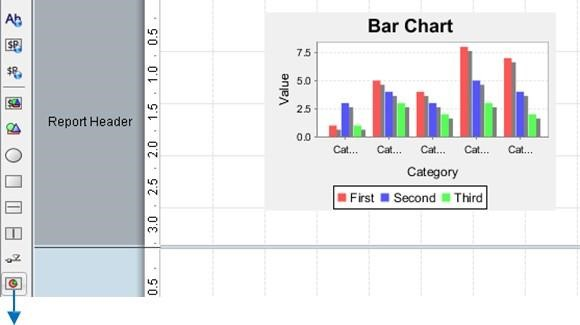 Ab
$P
$P
Report Header
0.5
1.0
1.5
2.0
2.5
3.0
0.5
Bar Chart
Value
7.5
5.0
2.5
0.0
Cat... Cat... Cat... Cat... Cat...
Category
First Second Third